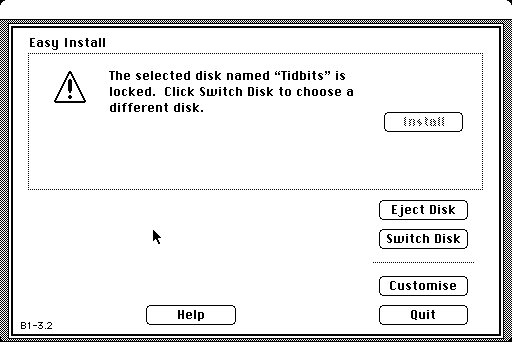 Easy Install
The selected disk named “Tidbits” is
locked. Click Switch Disk to choose a
different disk.
Install
Eject Disk
Switch Disk
Customise
Help
Quit
B1-3.2